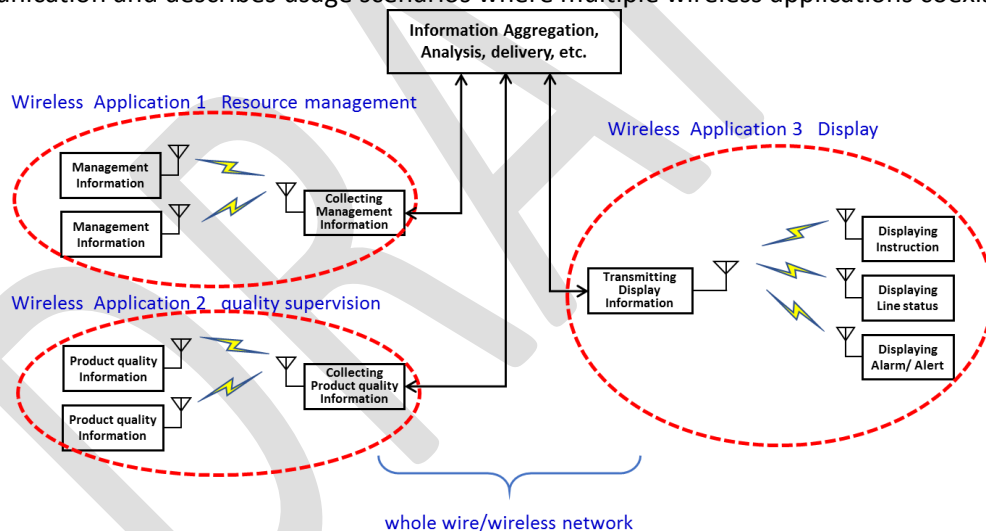 unication and describes usage scenarios where multiple wireless applications coexi
Information Aggregation,
Analysis, delivery, etc.
Wireless Application 1 Resource management
Management
Information
Management
Information
Collecting
Management
Information
Wireless Application 2 quality supervision
Product quality
Information
Product quality
Information
Collecting
Product quality
Information
Wireless Application 3 Display
Transmitting
Display
Information
Displaying
Instruction
Displaying
Line status
Displaying
Alarm/ Alert
whole wire/wireless network
DRA